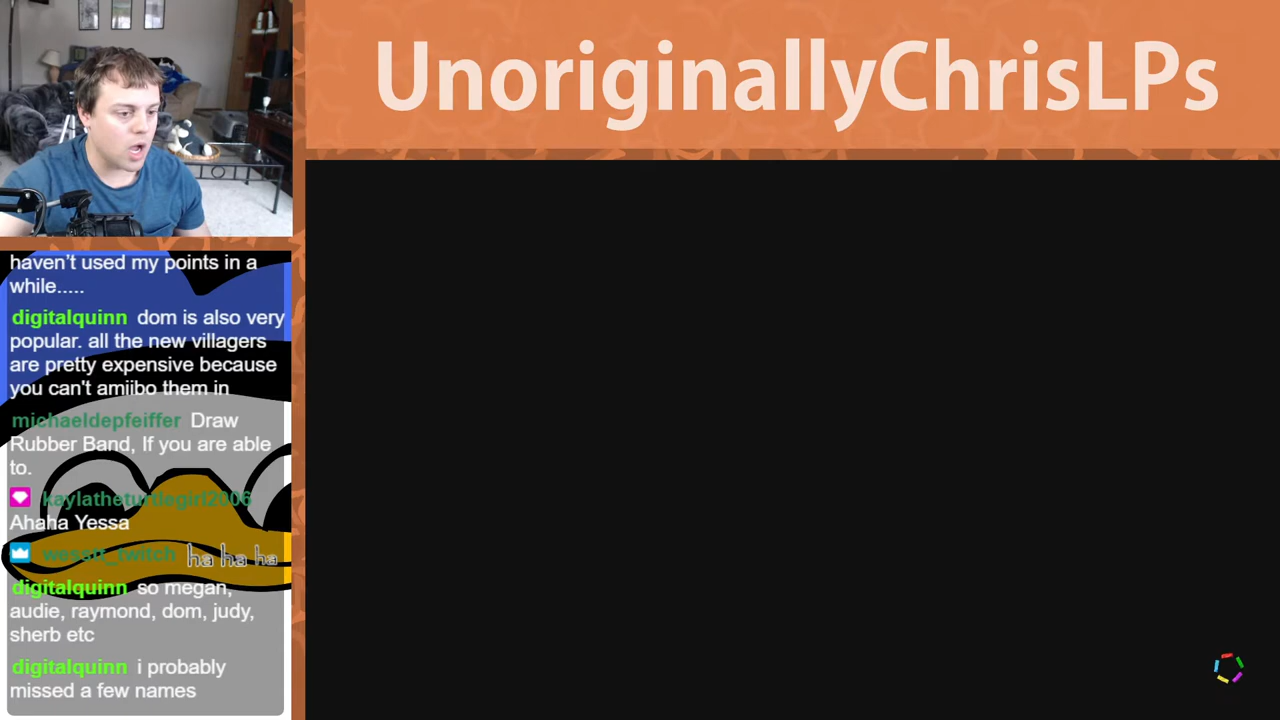 UnoriginallyChrisLPs
haven't used my points in a
while.....
digitalquinn dom is also very
popular. all the new villagers
are pretty expensive because
you can't amiibo them in
michaeldepfeiffer Draw
Rubber Band, If you are able
to.
kaylatheturtlegirl2006
Ahaha Yessa
wesstt_twitch ha ha ha
digitalquinn so megan,
audie, raymond, dom, judy,
sherb etc
digitalquinn i probably
missed a few names